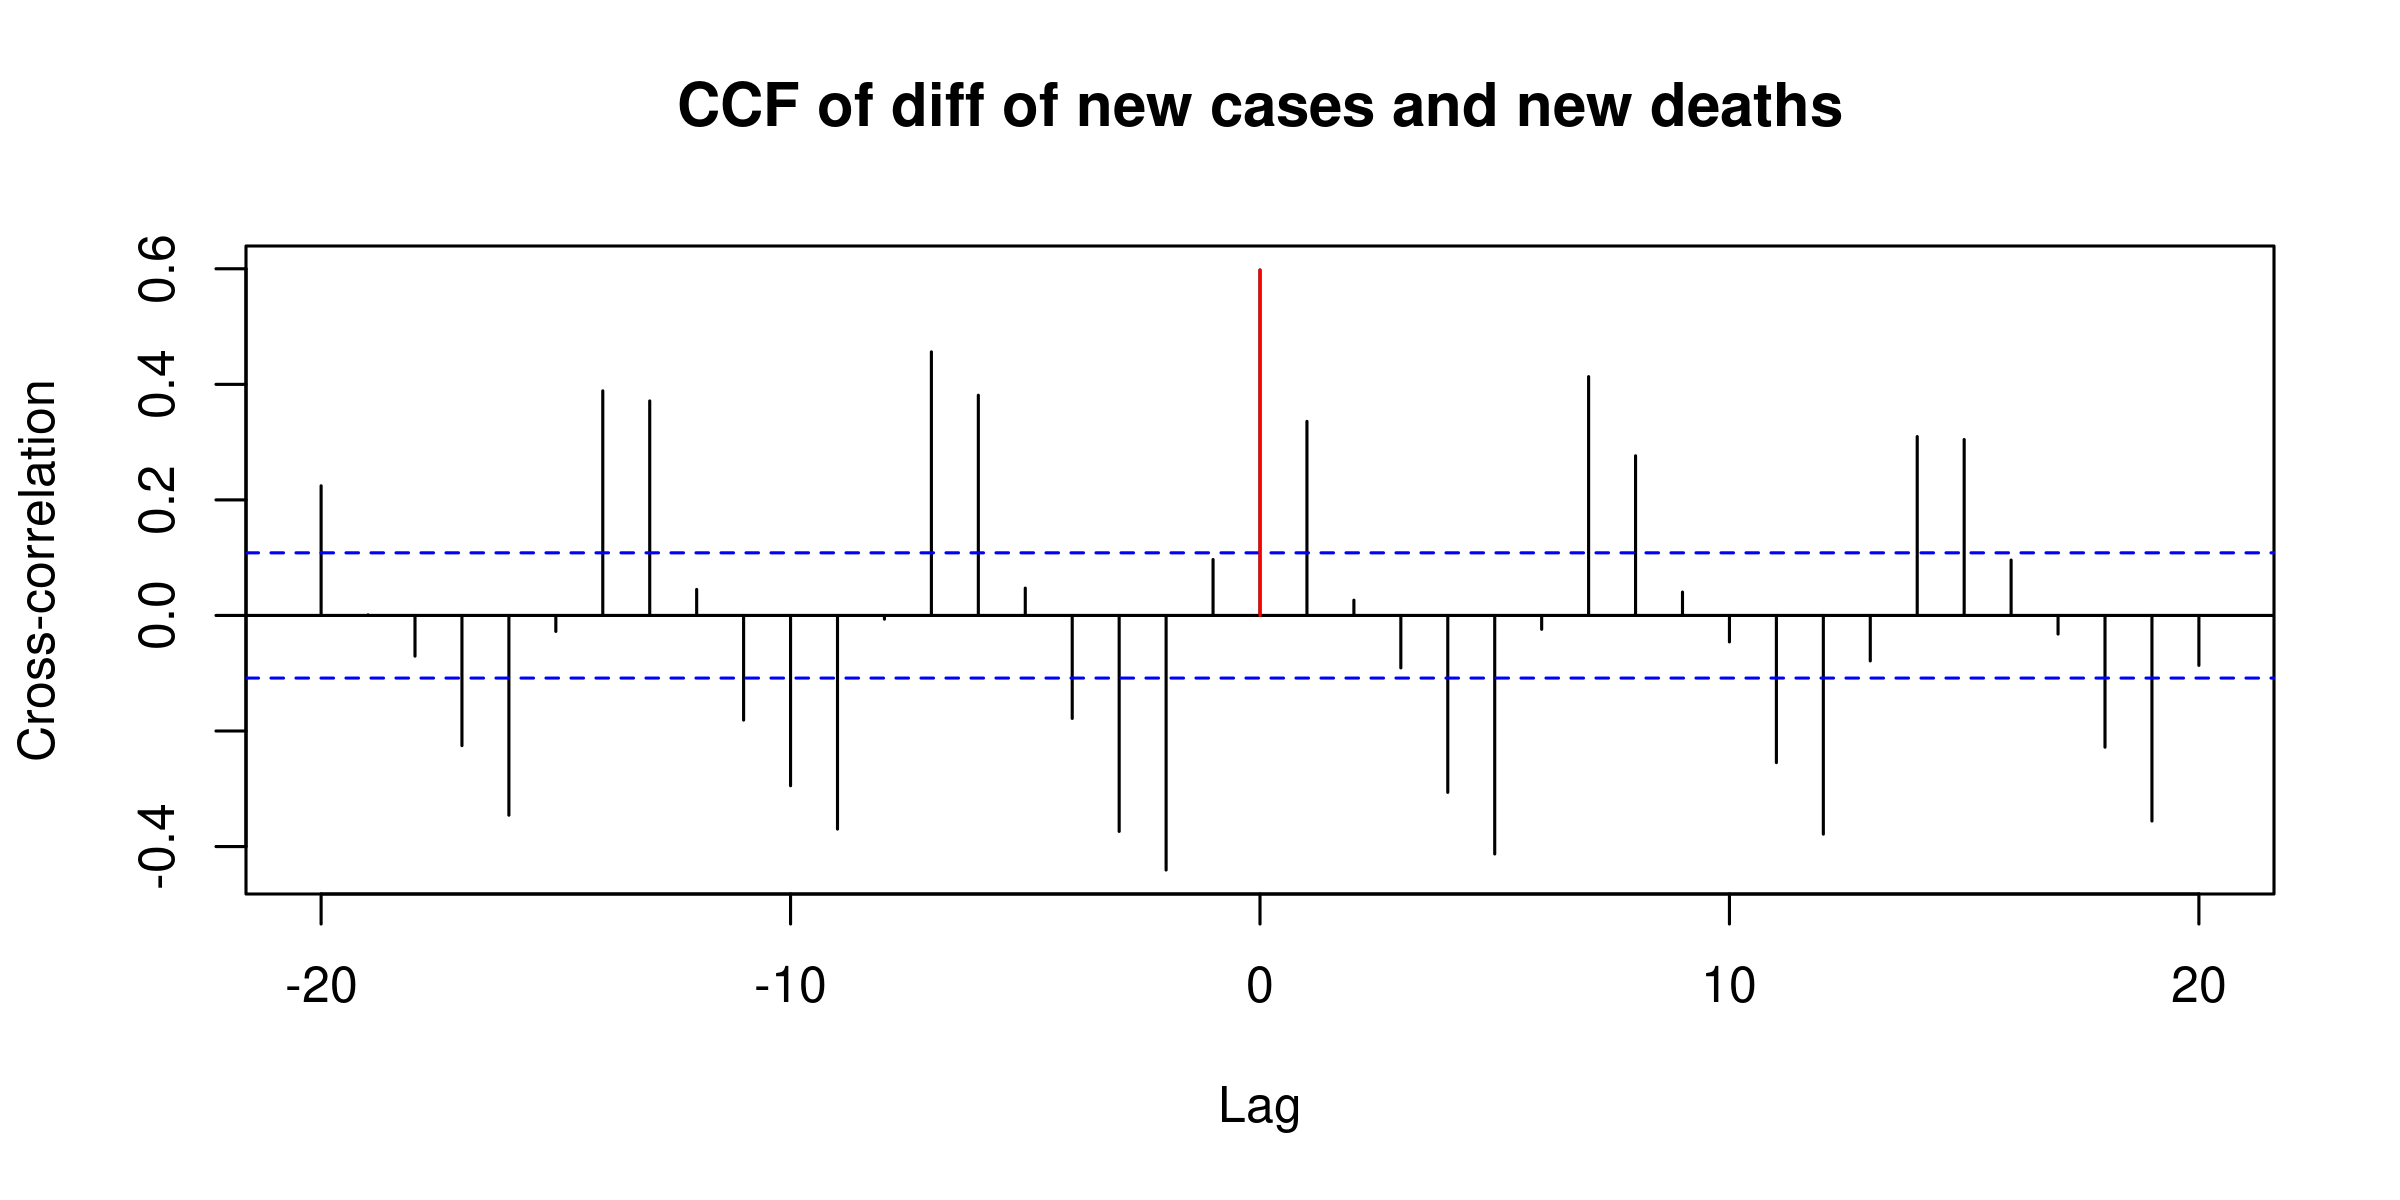 CCF of diff of new cases and new deaths
Cross-correlation
0.6
0.4
0.2
0.0
-0.4
-20 -10 0 10 20
Lag